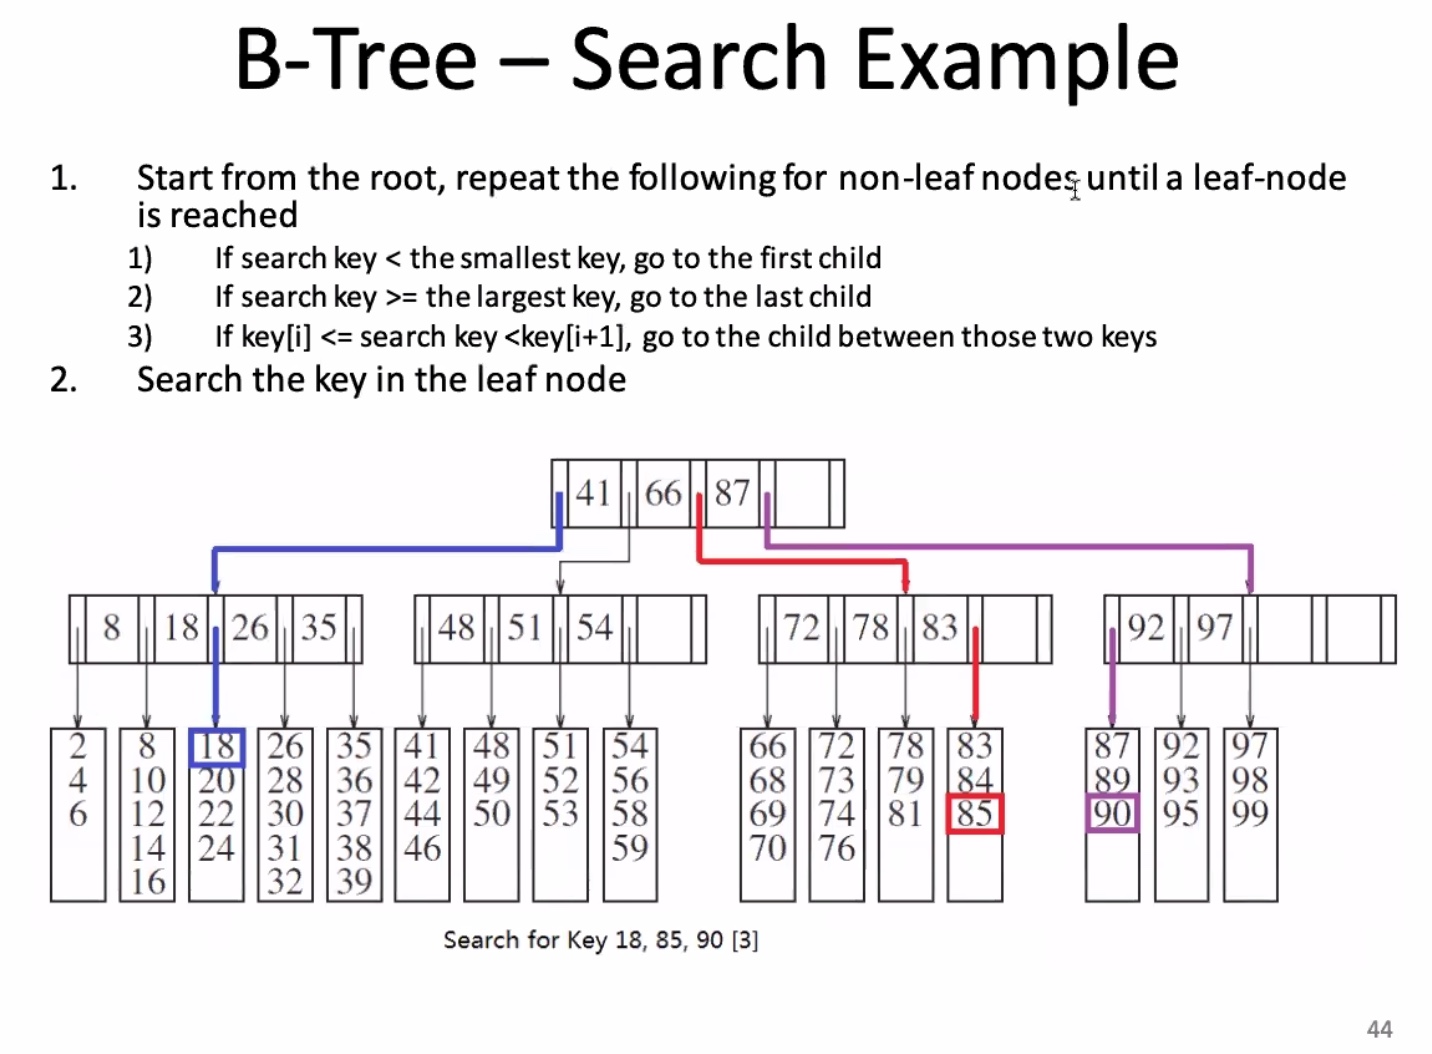 B-Tree – Search Example
1. Start from the root, repeat the following for non-leaf nodes until a leaf-node
is reached
1) If search key < the smallest key, go to the first child
2) If search key >= the largest key, go to the last child
3) If key[i] <= search key <key[i+1], go to the child between those two keys
2. Search the key in the leaf node
41 66 87
8 18 26 35 48 51 54 72 78 83 92 97
2 8 18 26 35 41 48 51 54 66 72 78 83 87 92 97
4 10 20 28 36 42 49 52 56 68 73 79 84 89 93 98
6 12 22 30 37 44 50 53 58 69 74 81 85 90 95 99
14 24 31 38 46 59 70 76
16 32 39
Search for Key 18, 85, 90 [3]
44